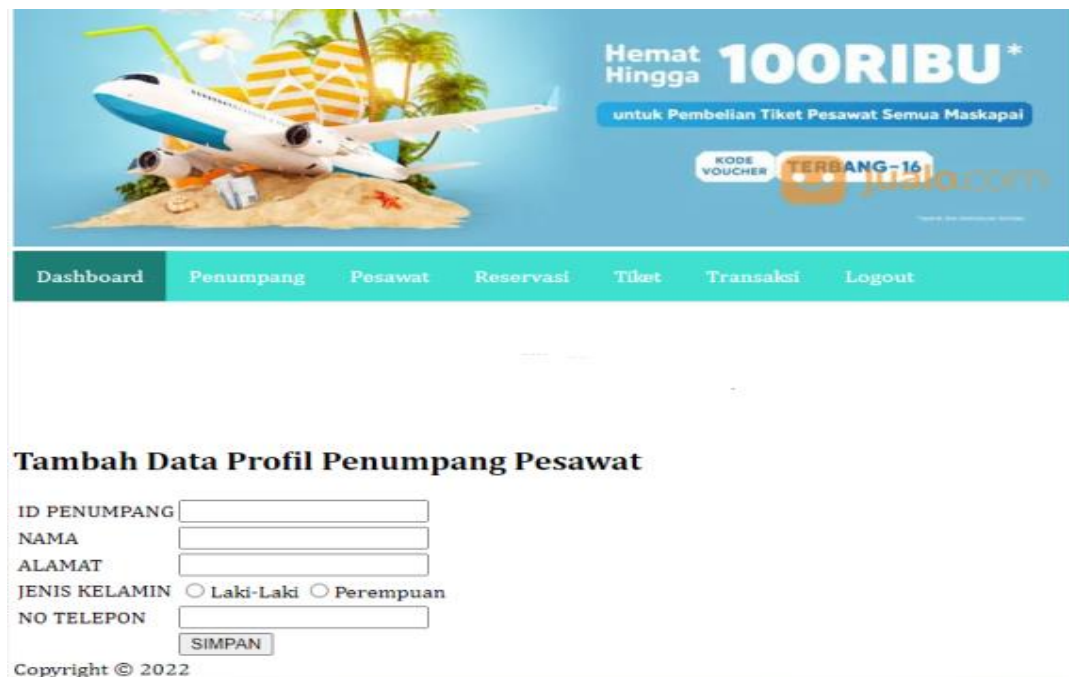 Hemat
Hingga 100RIBU*
untuk Pembelian Tiket Pesawat Semua Maskapai
KODE
VOUCHER TERBANG-16
jualo.com
Dashboard Penumpang Pesawat Reservasi Tiket Transaksi Logout
Tambah Data Profil Penumpang Pesawat
ID PENUMPANG
NAMA
ALAMAT
JENIS KELAMIN Laki-Laki Perempuan
NO TELEPON
SIMPAN
Copyright © 2022